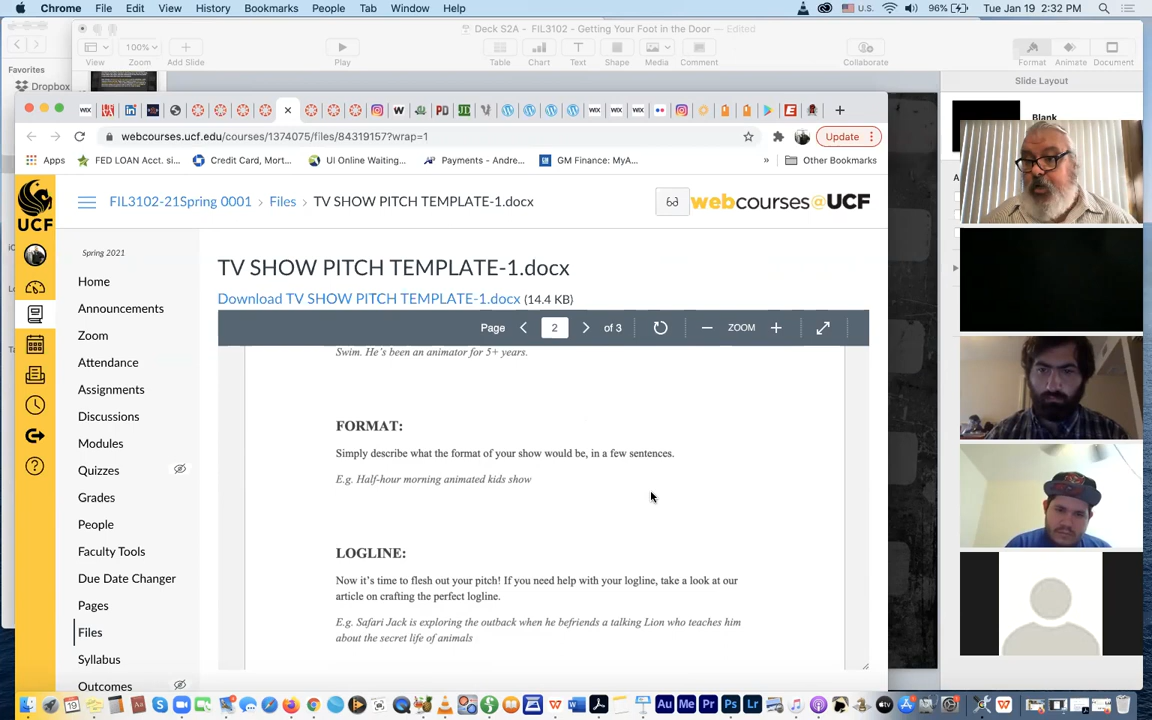 Chrome File Edit View History Bookmarks People Tab Window Help U.S. 96% Tue Jan 19 2:32 PM
Deck S2A - FIL3102 - Getting Your Foot in the Door — Edited
100%
View Zoom Add Slide Play Table Chart Text Shape Media Comment Collaborate Format Animate Document
Favorites
Dropbox
Slide Layout
Blank
webcourses.ucf.edu/courses/1374075/files/84319157?wrap=1
Update
Apps FED LOAN Acct. si... Credit Card, Mort... UI Online Waiting... Payments - Andre... GM Finance: MyA... » Other Bookmarks
UCF
FIL3102-21Spring 0001 › Files › TV SHOW PITCH TEMPLATE-1.docx
webcourses@UCF
Spring 2021
Home
Announcements
Zoom
Attendance
Assignments
Discussions
Modules
Quizzes
Grades
People
Faculty Tools
Due Date Changer
Pages
Files
Syllabus
Outcomes
TV SHOW PITCH TEMPLATE-1.docx
Download TV SHOW PITCH TEMPLATE-1.docx (14.4 KB)
Page 2 of 3 ZOOM
Swim. He's been an animator for 5+ years.
FORMAT:
Simply describe what the format of your show would be, in a few sentences.
E.g. Half-hour morning animated kids show
LOGLINE:
Now it's time to flesh out your pitch! If you need help with your logline, take a look at our
article on crafting the perfect logline.
E.g. Safari Jack is exploring the outback when he befriends a talking Lion who teaches him
about the secret life of animals